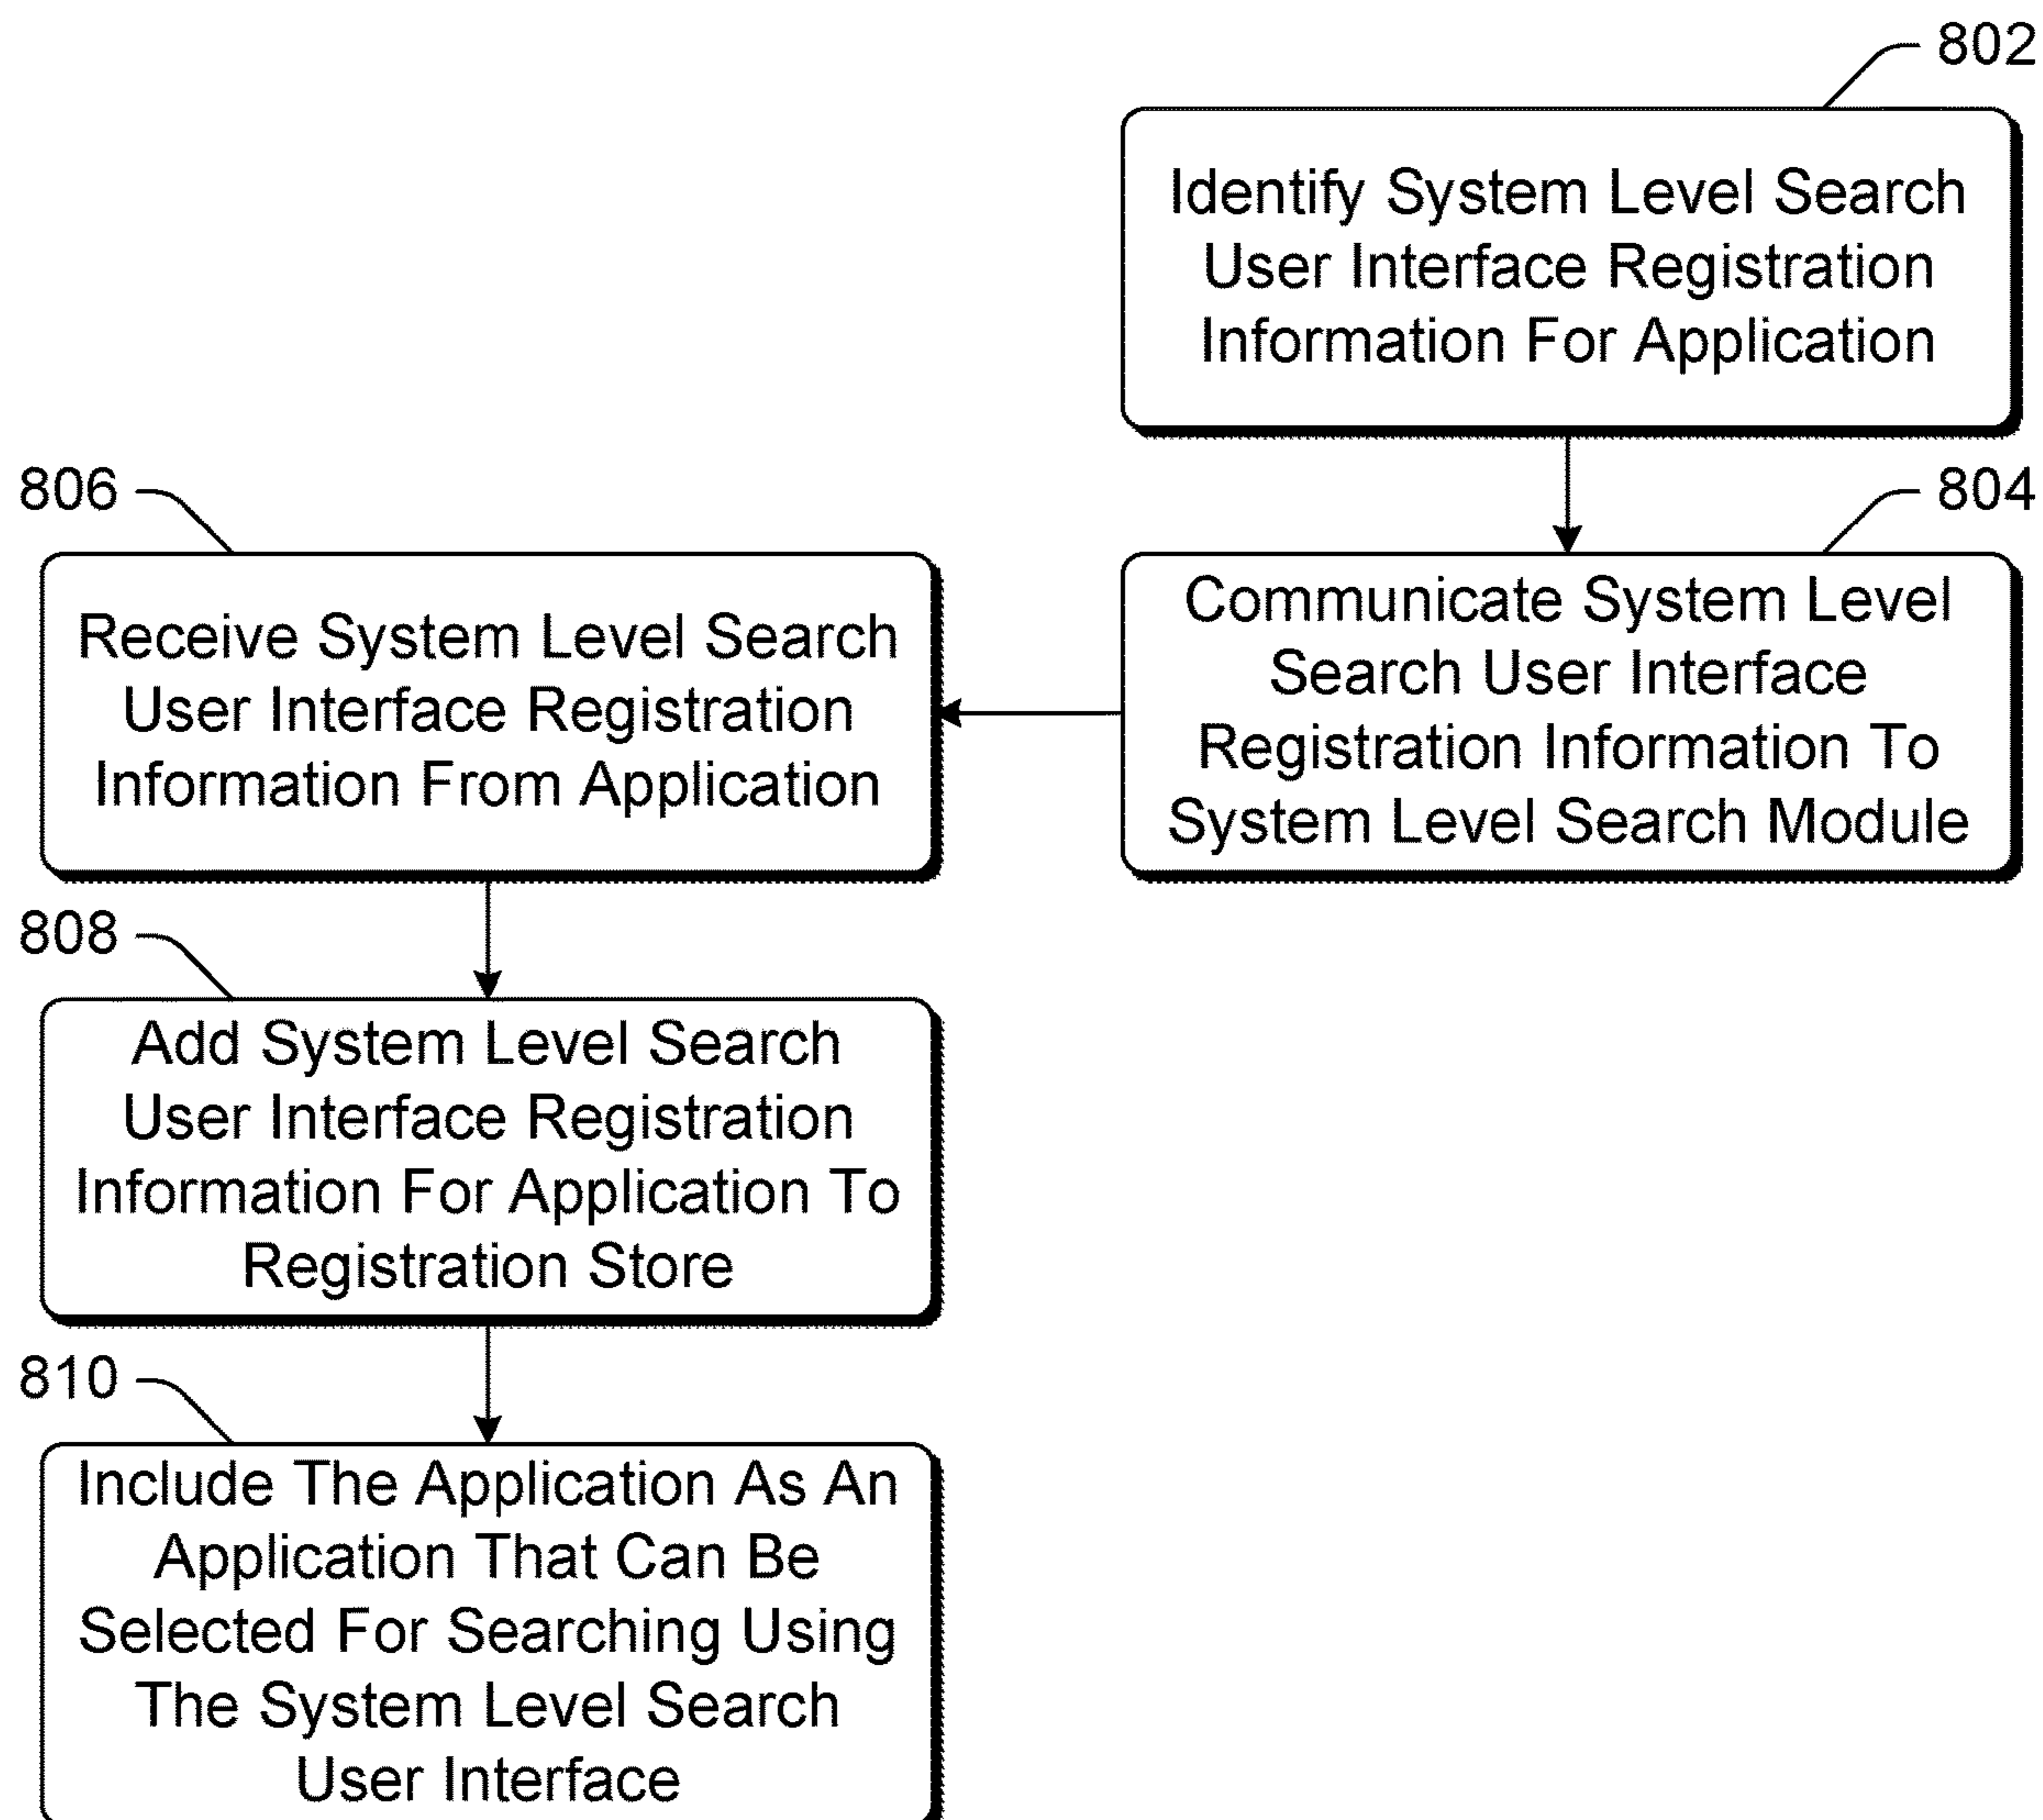 802
Identify System Level Search
User Interface Registration
Information For Application
804
Communicate System Level
Search User Interface
Registration Information To
System Level Search Module
806
Receive System Level Search
User Interface Registration
Information From Application
808
Add System Level Search
User Interface Registration
Information For Application To
Registration Store
810
Include The Application As An
Application That Can Be
Selected For Searching Using
The System Level Search
User Interface